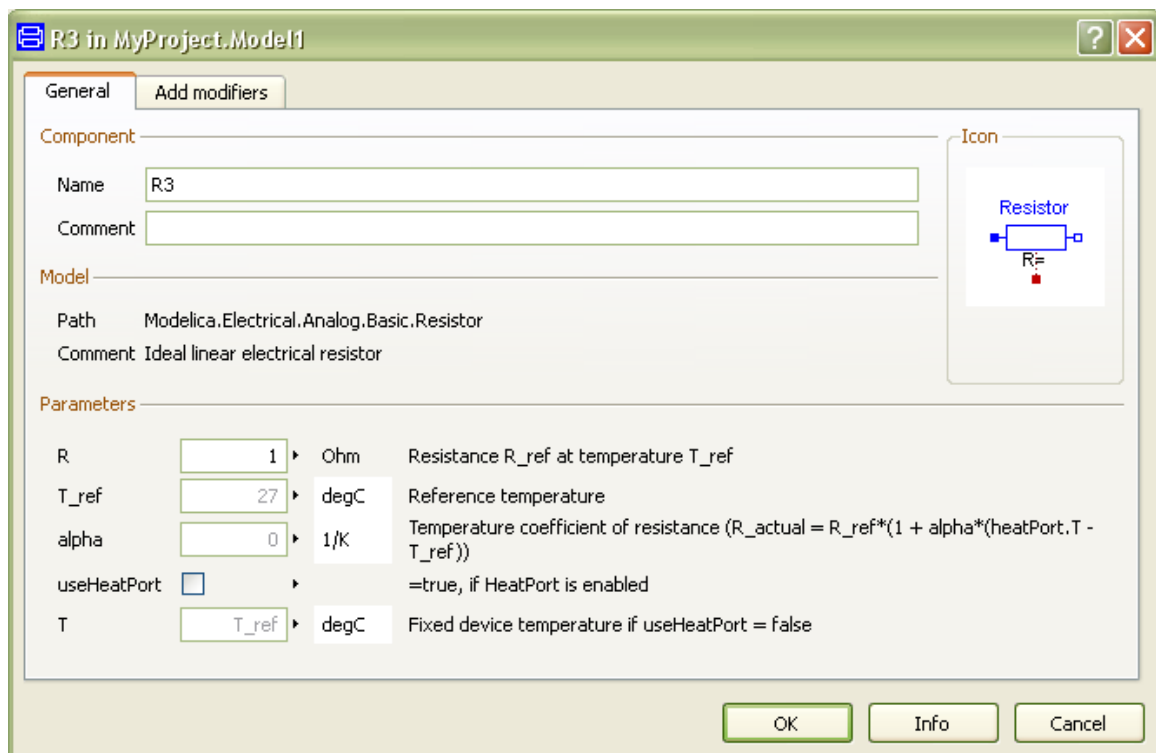 R3 in MyProject.Model1
General Add modifiers
Component
Icon
Name R3
Comment
Resistor
R=
Model
Path Modelica.Electrical.Analog.Basic.Resistor
Comment Ideal linear electrical resistor
Parameters
R 1 Ohm Resistance R_ref at temperature T_ref
T_ref 27 degC Reference temperature
alpha 0 1/K Temperature coefficient of resistance (R_actual = R_ref*(1 + alpha*(heatPort.T -
T_ref))
useHeatPort =true, if HeatPort is enabled
T T_ref degC Fixed device temperature if useHeatPort = false
OK Info Cancel